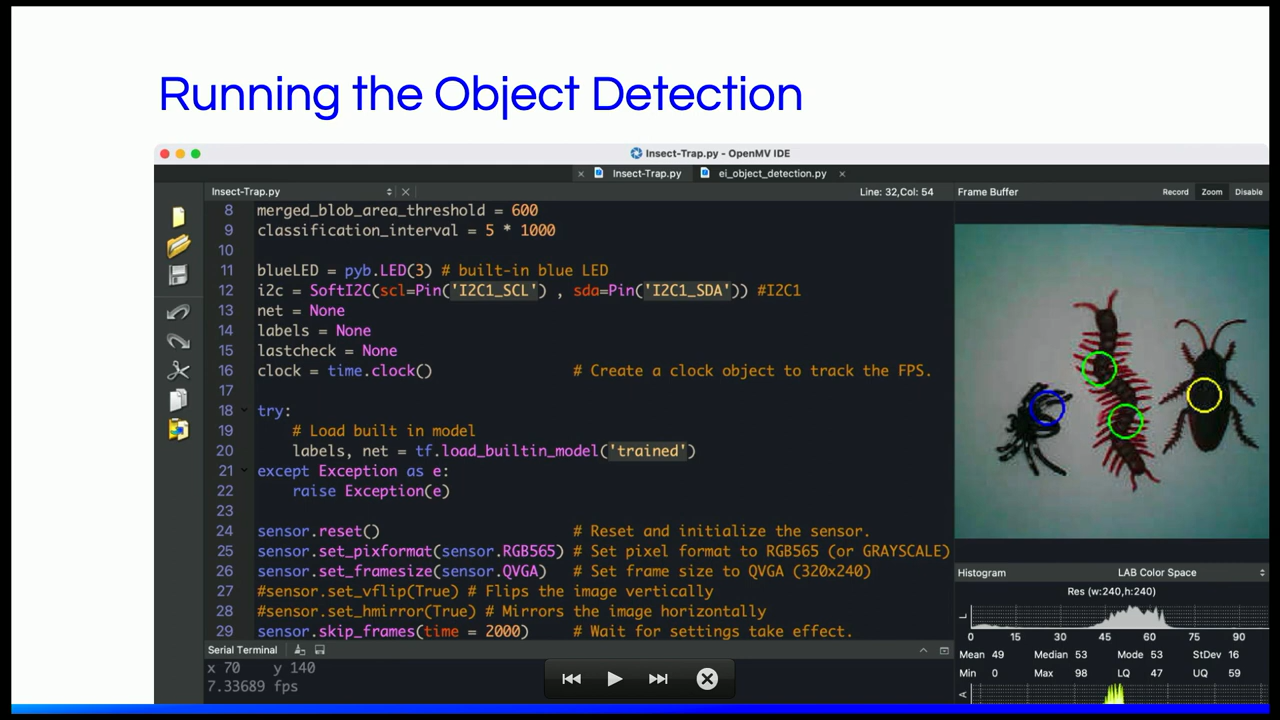 Running the Object Detection
Insect-Trap.py - OpenMV IDE
Insect-Trap.py
ei_object_detection.py
Insect-Trap.py
Line: 32,Col: 54
8 merged_blob_area_threshold = 600
9 classification_interval = 5 * 1000
10
11 blueLED = pyb.LED(3) # built-in blue LED
12 i2c = SoftI2C(scl=Pin('I2C1_SCL') , sda=Pin('I2C1_SDA')) #I2C1
13 net = None
14 labels = None
15 lastcheck = None
16 clock = time.clock() # Create a clock object to track the FPS.
17
18 try:
19 # Load built in model
20 labels, net = tf.load_builtin_model('trained')
21 except Exception as e:
22 raise Exception(e)
23
24 sensor.reset() # Reset and initialize the sensor.
25 sensor.set_pixformat(sensor.RGB565) # Set pixel format to RGB565 (or GRAYSCALE)
26 sensor.set_framesize(sensor.QVGA) # Set frame size to QVGA (320x240)
27 #sensor.set_vflip(True) # Flips the image vertically
28 #sensor.set_hmirror(True) # Mirrors the image horizontally
29 sensor.skip_frames(time = 2000) # Wait for settings take effect.
Serial Terminal
x 70 y 140
7.33689 fps
Frame Buffer
Record Zoom Disable
Histogram LAB Color Space
Res (w:240,h:240)
L
0 15 30 45 60 75 90
Mean 49 Median 53 Mode 53 StDev 16
Min 0 Max 98 LQ 47 UQ 59
A